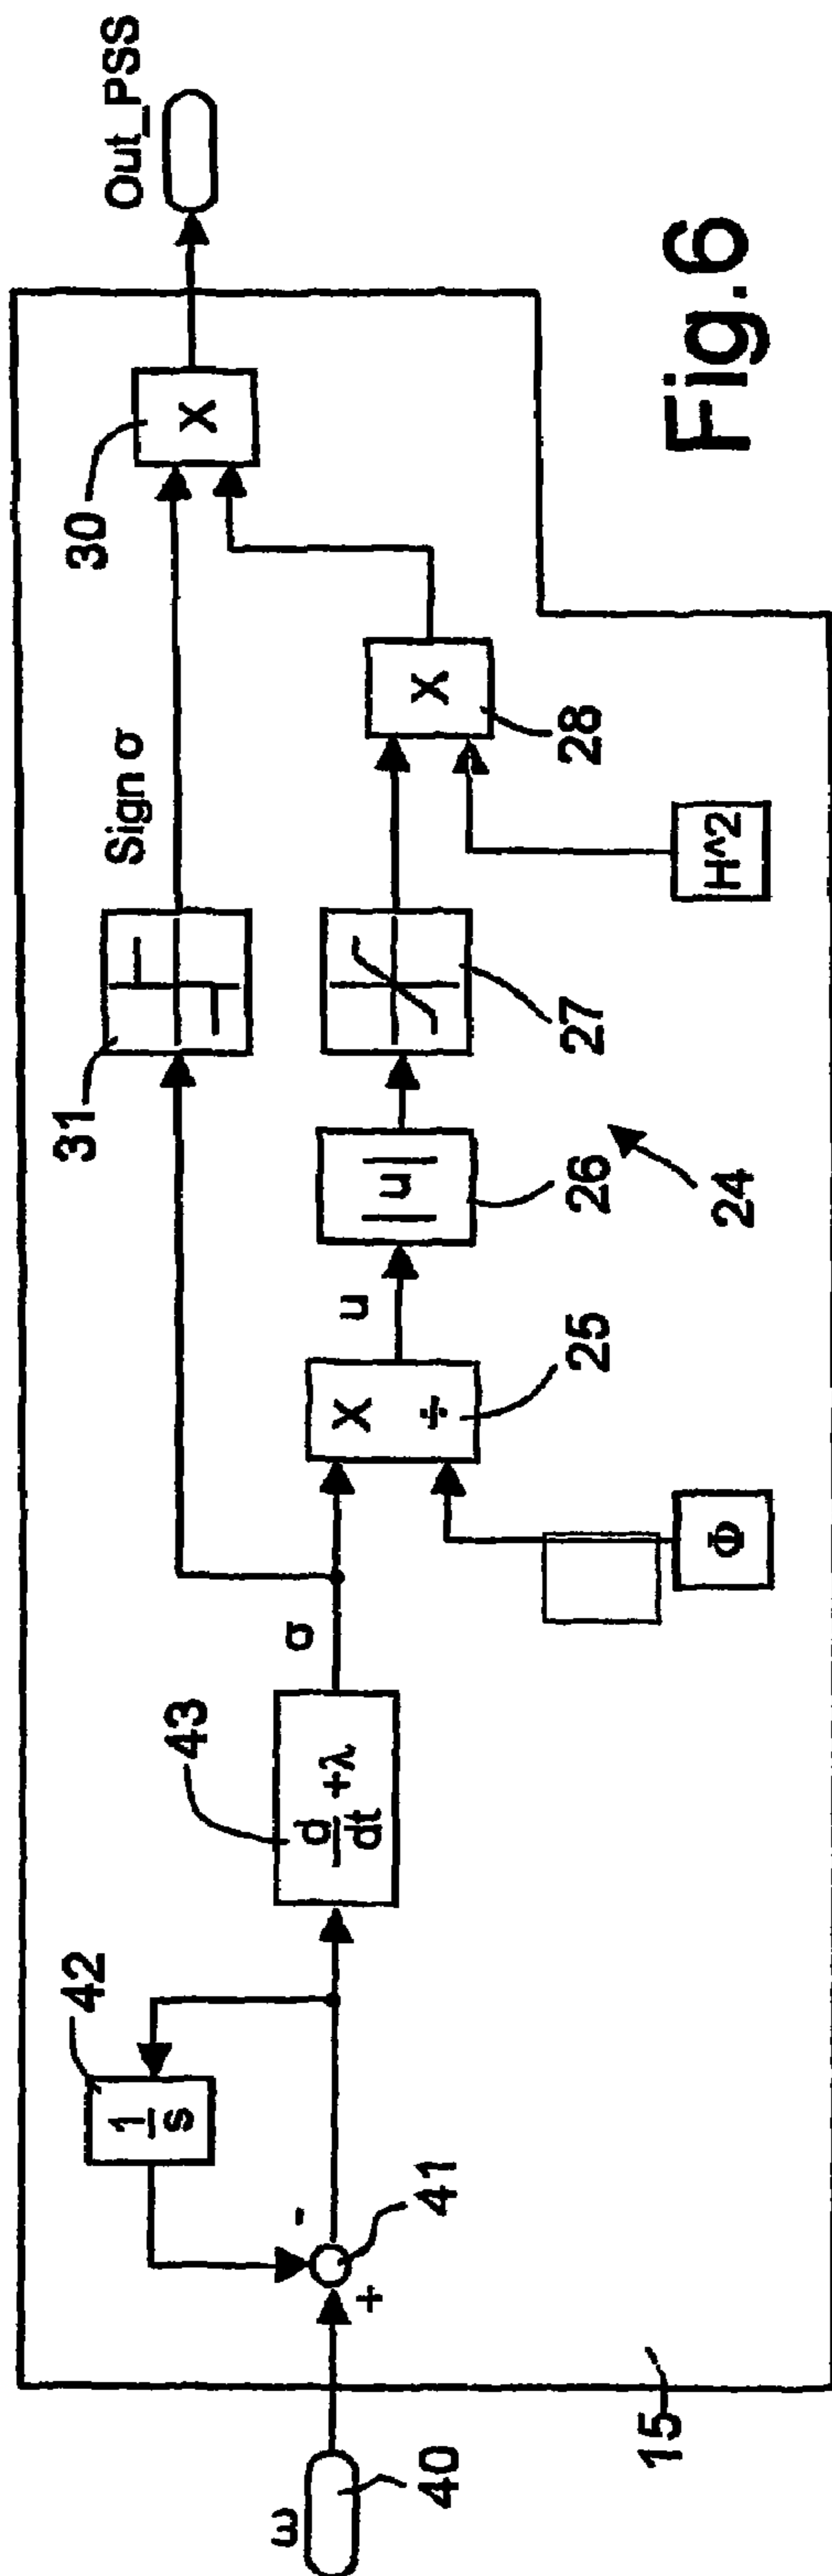 ω
40
+
-
41
1
s
42
d
dt
+λ
43
σ
Φ
X
÷
25
u
|u|
26
24
27
31
Sign σ
H^2
X
28
X
30
Out_PSS
15
Fig.6